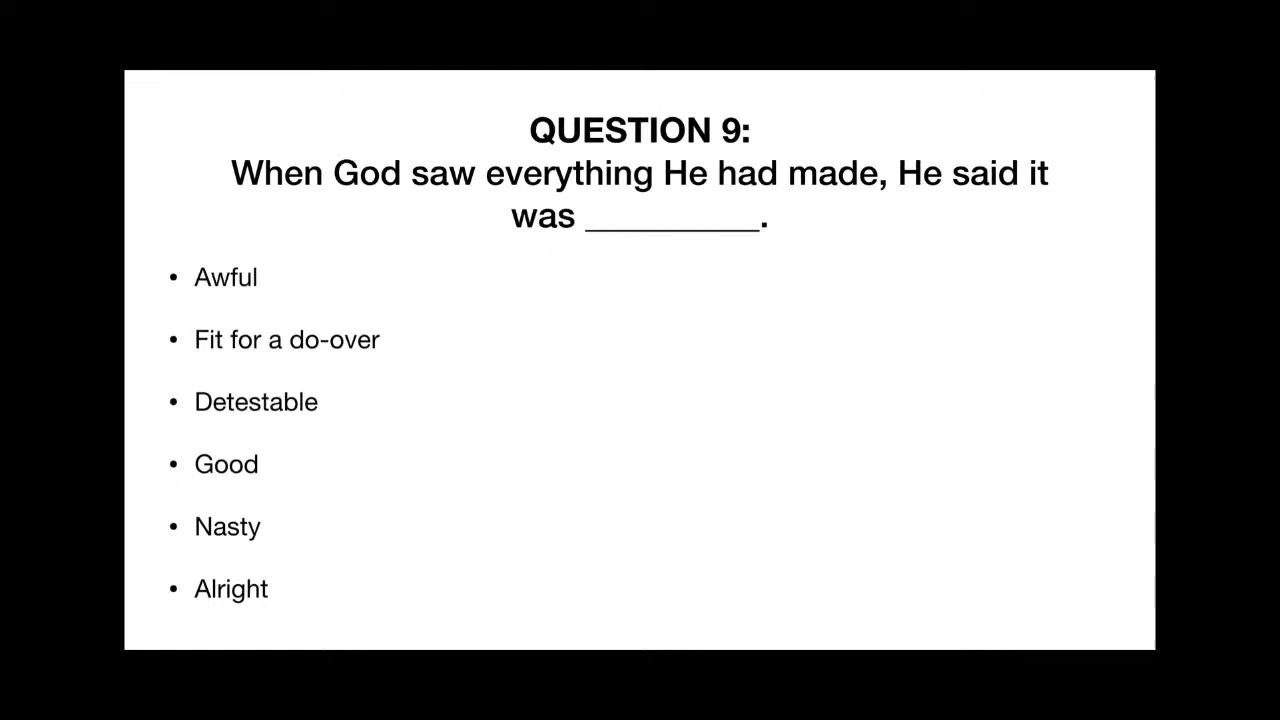 QUESTION 9:
When God saw everything He had made, He said it
was __________.
• Awful
• Fit for a do-over
• Detestable
• Good
• Nasty
• Alright